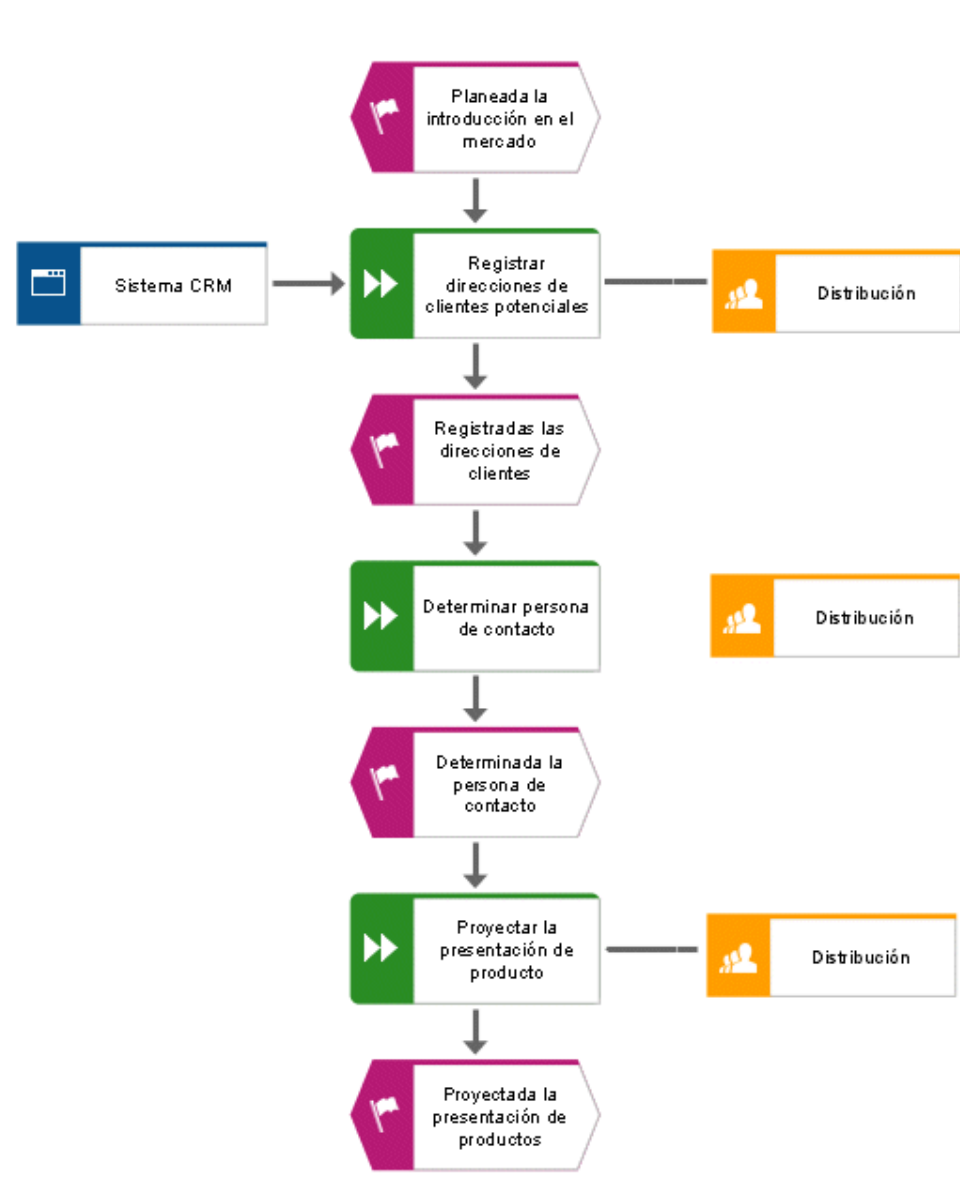 Planeada la
introducción en el
mercado
Sistema CRM
Registrar
direcciones de
clientes potenciales
Distribución
Registradas las
direcciones de
clientes
Determinar persona
de contacto
Distribución
Determinada la
persona de
contacto
Proyectar la
presentación de
producto
Distribución
Proyectada la
presentación de
productos